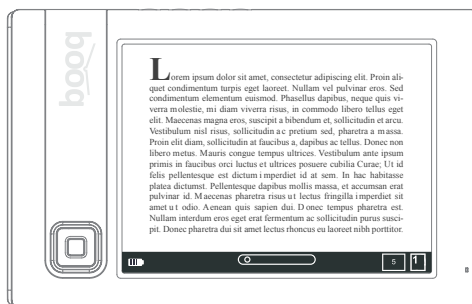 booq
Lorem ipsum dolor sit amet, consectetur adipiscing elit. Proin ali-
quet condimentum turpis eget laoreet. Nullam vel pulvinar eros. Sed
condimentum elementum euismod. Phasellus dapibus, neque quis vi-
verra molestie, mi diam viverra risus, in commodo libero tellus eget
elit. Maecenas magna eros, suscipit a bibendum et, sollicitudin et arcu.
Vestibulum nisl risus, sollicitudin ac pretium sed, pharetra a massa.
Proin elit diam, sollicitudin at faucibus a, dapibus ac tellus. Donec non
libero metus. Mauris congue tempus ultrices. Vestibulum ante ipsum
primis in faucibus orci luctus et ultrices posuere cubilia Curae; Ut id
felis pellentesque est dictum imperdiet id at sem. In hac habitasse
platea dictumst. Pellentesque dapibus mollis massa, et accumsan erat
pulvinar id. Maecenas pharetra risus ut lectus fringilla imperdiet sit
amet ut odio. Aenean quis sapien dui. Donec tempus pharetra est.
Nullam interdum eros eget erat fermentum ac sollicitudin purus susci-
pit. Donec pharetra dui sit amet lectus rhoncus eu laoreet nibh porttitor.
5 1